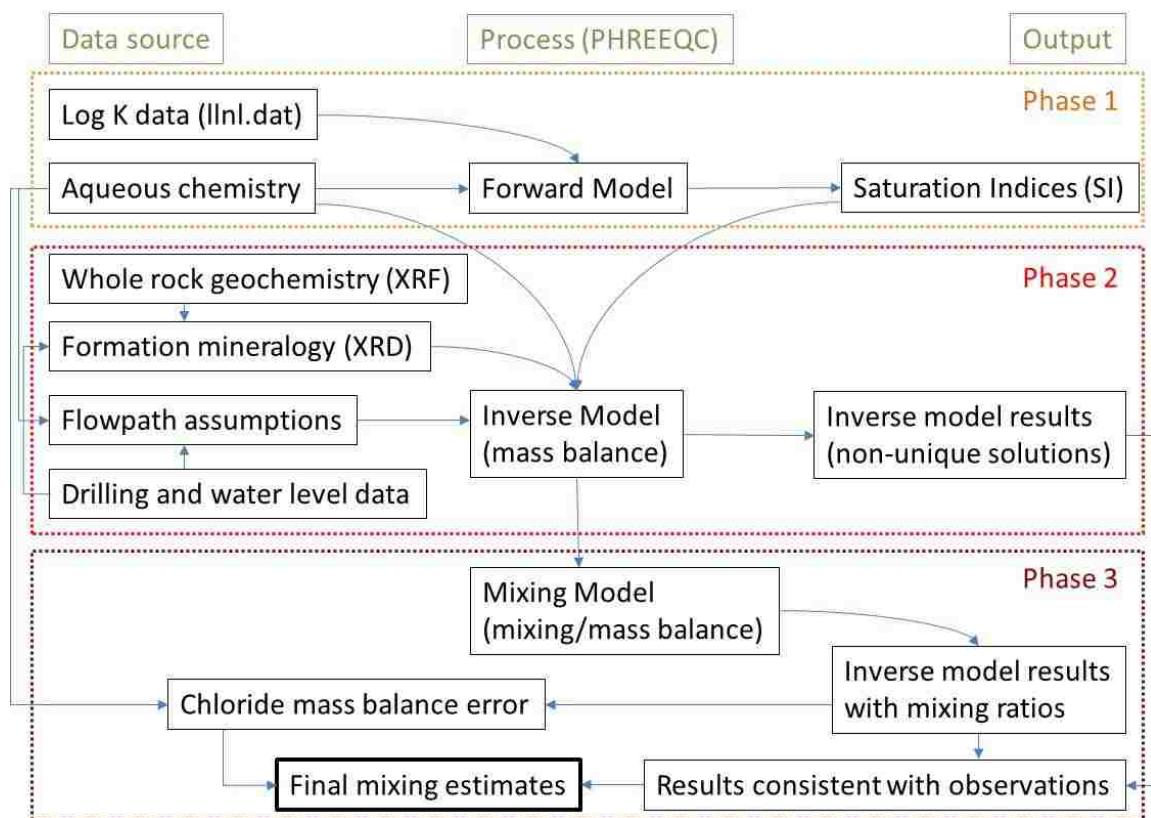 Data source
Process (PHREEQC)
Output
Phase 1
Log K data (llnl.dat)
Aqueous chemistry
Forward Model
Saturation Indices (SI)
Phase 2
Whole rock geochemistry (XRF)
Formation mineralogy (XRD)
Flowpath assumptions
Drilling and water level data
Inverse Model
(mass balance)
Inverse model results
(non-unique solutions)
Phase 3
Mixing Model
(mixing/mass balance)
Inverse model results
with mixing ratios
Chloride mass balance error
Final mixing estimates
Results consistent with observations